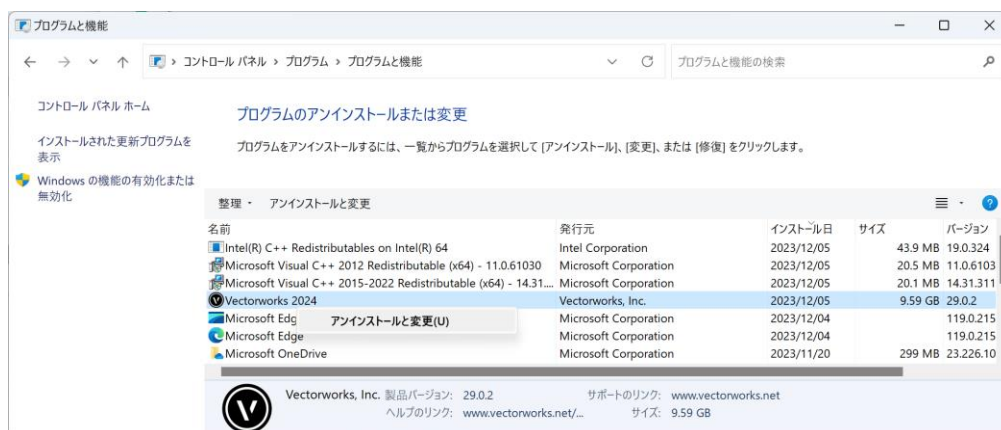 プログラムと機能
コントロール パネル › プログラム › プログラムと機能
プログラムと機能の検索
コントロール パネル ホーム
インストールされた更新プログラムを
表示
Windows の機能の有効化または
無効化
プログラムのアンインストールまたは変更
プログラムをアンインストールするには、一覧からプログラムを選択して [アンインストール]、[変更]、または [修復] をクリックします。
整理 アンインストールと変更
名前 発行元 インストール日 サイズ バージョン
Intel(R) C++ Redistributables on Intel(R) 64 Intel Corporation 2023/12/05 43.9 MB 19.0.324
Microsoft Visual C++ 2012 Redistributable (x64) - 11.0.61030 Microsoft Corporation 2023/12/05 20.5 MB 11.0.6103
Microsoft Visual C++ 2015-2022 Redistributable (x64) - 14.31.... Microsoft Corporation 2023/12/05 20.1 MB 14.31.311
Vectorworks 2024 Vectorworks, Inc. 2023/12/05 9.59 GB 29.0.2
Microsoft Edg Microsoft Corporation 2023/12/04 119.0.215
アンインストールと変更(U)
Microsoft Edge Microsoft Corporation 2023/12/04 119.0.215
Microsoft OneDrive Microsoft Corporation 2023/11/20 299 MB 23.226.10
Vectorworks, Inc. 製品バージョン: 29.0.2 サポートのリンク: www.vectorworks.net
ヘルプのリンク: www.vectorworks.net/... サイズ: 9.59 GB